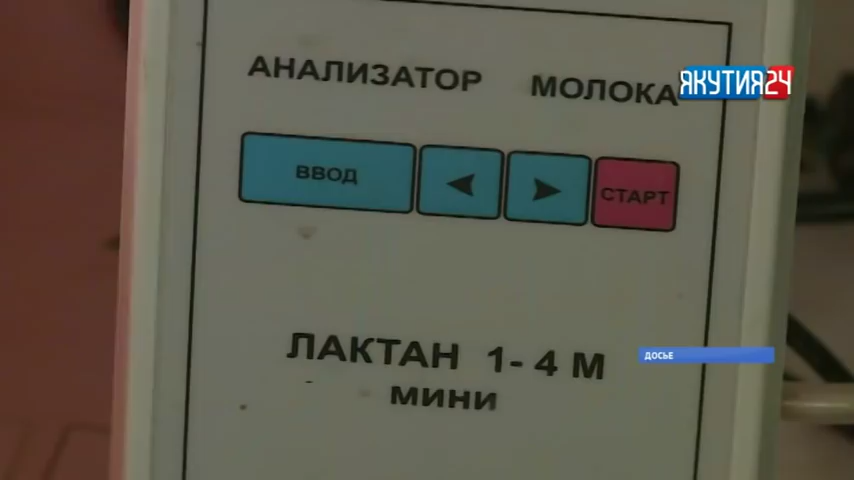 АНАЛИЗАТОР МОЛОКА
ЯКУТИЯ24
ВВОД
СТАРТ
ЛАКТАН 1-4 М
мини
ДОСЬЕ